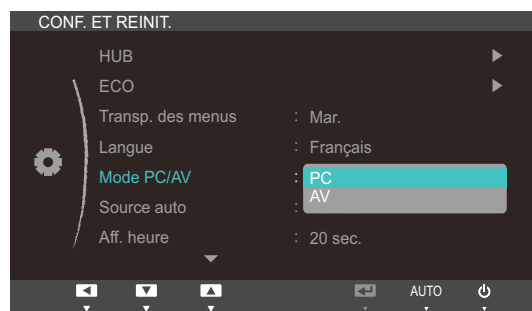 CONF. ET REINIT.
HUB
ECO
Transp. des menus : Mar.
Langue : Français
Mode PC/AV : PC
AV
Source auto :
Aff. heure : 20 sec.
AUTO